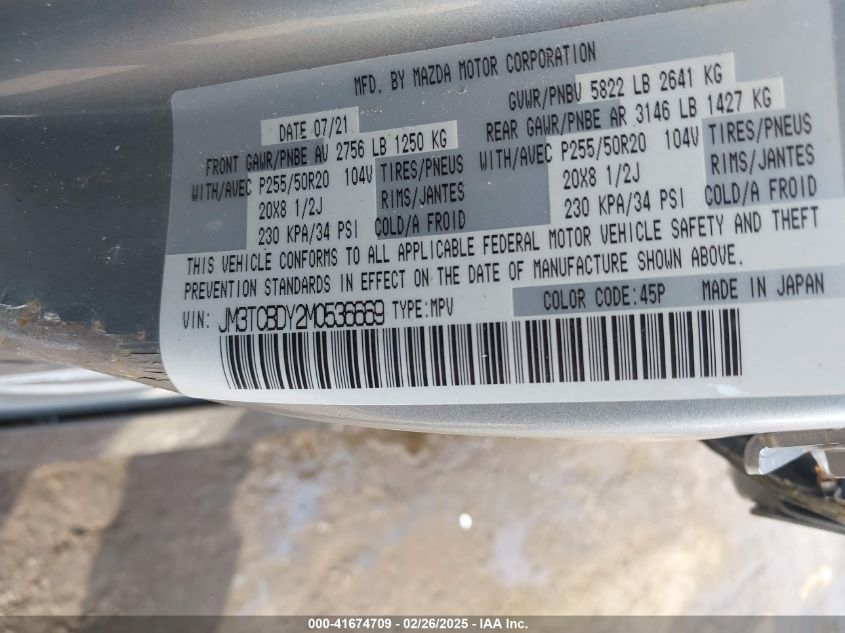 MFD. BY MAZDA MOTOR CORPORATION
DATE 07/21 GVWR/PNBV 5822 LB 2641 KG
FRONT GAWR/PNBE AV 2756 LB 1250 KG REAR GAWR/PNBE AR 3146 LB 1427 KG
WITH/AVEC P255/50R20 104V TIRES/PNEUS WITH/AVEC P255/50R20 104V TIRES/PNEUS
20X8 1/2J RIMS/JANTES 20X8 1/2J RIMS/JANTES
230 KPA/34 PSI COLD/A FROID 230 KPA/34 PSI COLD/A FROID
THIS VEHICLE CONFORMS TO ALL APPLICABLE FEDERAL MOTOR VEHICLE SAFETY AND THEFT
PREVENTION STANDARDS IN EFFECT ON THE DATE OF MANUFACTURE SHOWN ABOVE.
VIN: JM3TCBDY2M0536669 TYPE:MPV COLOR CODE:45P MADE IN JAPAN
000-41674709 - 02/26/2025 - IAA Inc.